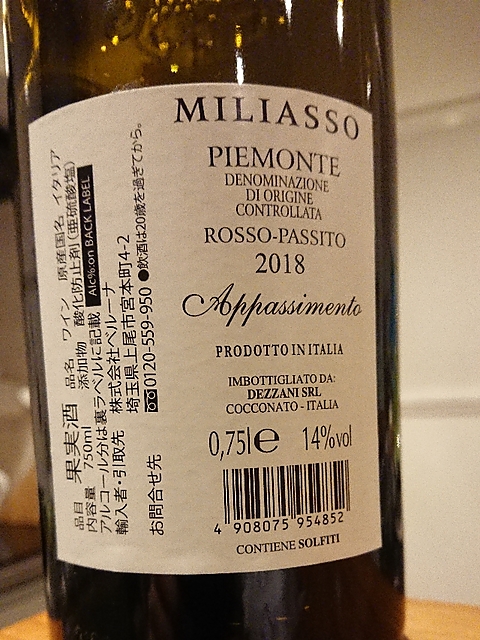 MILIASSO
PIEMONTE
DENOMINAZIONE
DI ORIGINE
CONTROLLATA
ROSSO-PASSITO
2018
Appassimento
PRODOTTO IN ITALIA
IMBOTTIGLIATO DA:
DEZZANI SRL
COCCONATO - ITALIA
0,75l e 14%vol
4 908075 954852
CONTIENE SOLFITI
品目 果実酒 品名 ワイン 原産国名 イタリア
内容量 750ml 添加物 酸化防止剤(亜硫酸塩)
アルコール分は裏ラベルに記載 Alc%:on BACK LABEL
輸入者・引取先 株式会社ベルーナ
埼玉県上尾市宮本町4-2
お問合せ先 0120-559-950 ●飲酒は20歳を過ぎてから。